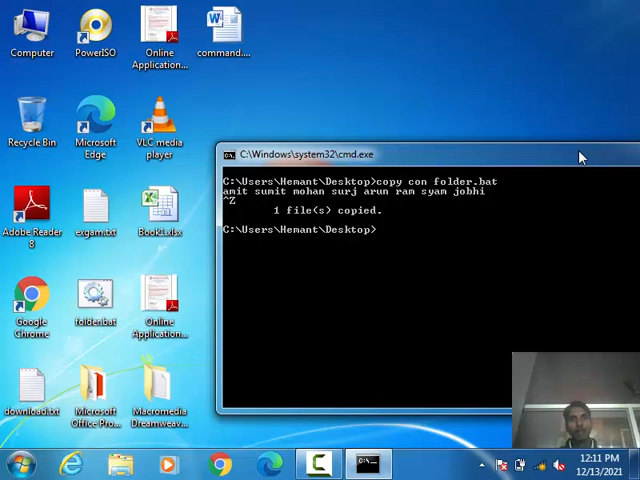 Computer
PowerISO
Online
Application...
command....
Recycle Bin
Microsoft
Edge
VLC media
player
Adobe Reader
8
exgam.txt
Book1.xlsx
Google
Chrome
folder.bat
Online
Application...
download.txt
Microsoft
Office Pro...
Macromedia
Dreamweav...
C:\Windows\system32\cmd.exe
C:\Users\Hemant\Desktop>copy con folder.bat
amit sumit mohan surj arun ram syam jobhi
^Z
1 file(s) copied.
C:\Users\Hemant\Desktop>
12:11 PM
12/13/2021